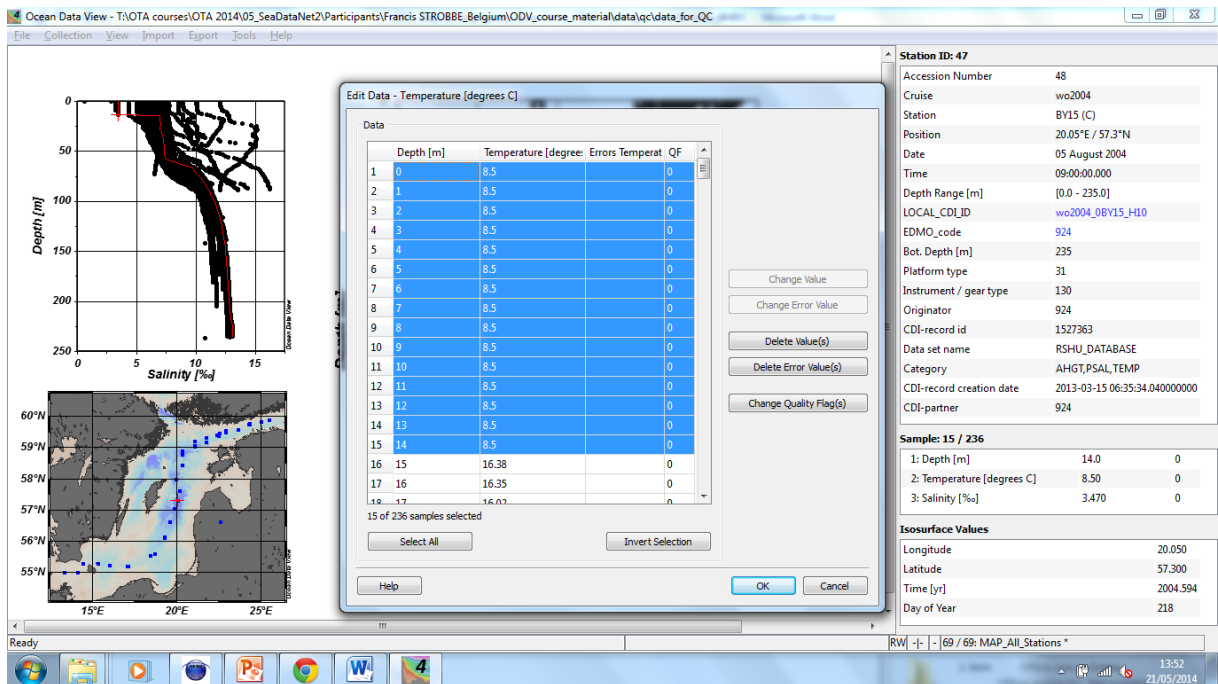 Ocean Data View - T:\OTA courses\OTA 2014\05_SeaDataNet2\Participants\Francis STROBBE_Belgium\ODV_course_material\data\qc\data_for_QC
File Collection View Import Export Tools Help
0
50
100
150
200
250
Depth [m]
0 5 10 15
Salinity [‰]
Ocean Data View
60°N
59°N
58°N
57°N
56°N
55°N
15°E 20°E 25°E
Ocean Data View
Edit Data - Temperature [degrees C]
Data
Depth [m] Temperature [degree: Errors Temperat QF
1 0 8.5 0
2 1 8.5 0
3 2 8.5 0
4 3 8.5 0
5 4 8.5 0
6 5 8.5 0
7 6 8.5 0
8 7 8.5 0
9 8 8.5 0
10 9 8.5 0
11 10 8.5 0
12 11 8.5 0
13 12 8.5 0
14 13 8.5 0
15 14 8.5 0
16 15 16.38 0
17 16 16.35 0
18 17 16.02 0
15 of 236 samples selected
Select All Invert Selection
Change Value
Change Error Value
Delete Value(s)
Delete Error Value(s)
Change Quality Flag(s)
Help OK Cancel
Station ID: 47
Accession Number 48
Cruise wo2004
Station BY15 (C)
Position 20.05°E / 57.3°N
Date 05 August 2004
Time 09:00:00.000
Depth Range [m] [0.0 - 235.0]
LOCAL_CDI_ID wo2004_0BY15_H10
EDMO_code 924
Bot. Depth [m] 235
Platform type 31
Instrument / gear type 130
Originator 924
CDI-record id 1527363
Data set name RSHU_DATABASE
Category AHGT,PSAL,TEMP
CDI-record creation date 2013-03-15 06:35:34.040000000
CDI-partner 924
Sample: 15 / 236
1: Depth [m] 14.0 0
2: Temperature [degrees C] 8.50 0
3: Salinity [‰] 3.470 0
Isosurface Values
Longitude 20.050
Latitude 57.300
Time [yr] 2004.594
Day of Year 218
Ready
RW -|- - 69 / 69: MAP_All_Stations *
13:52
21/05/2014